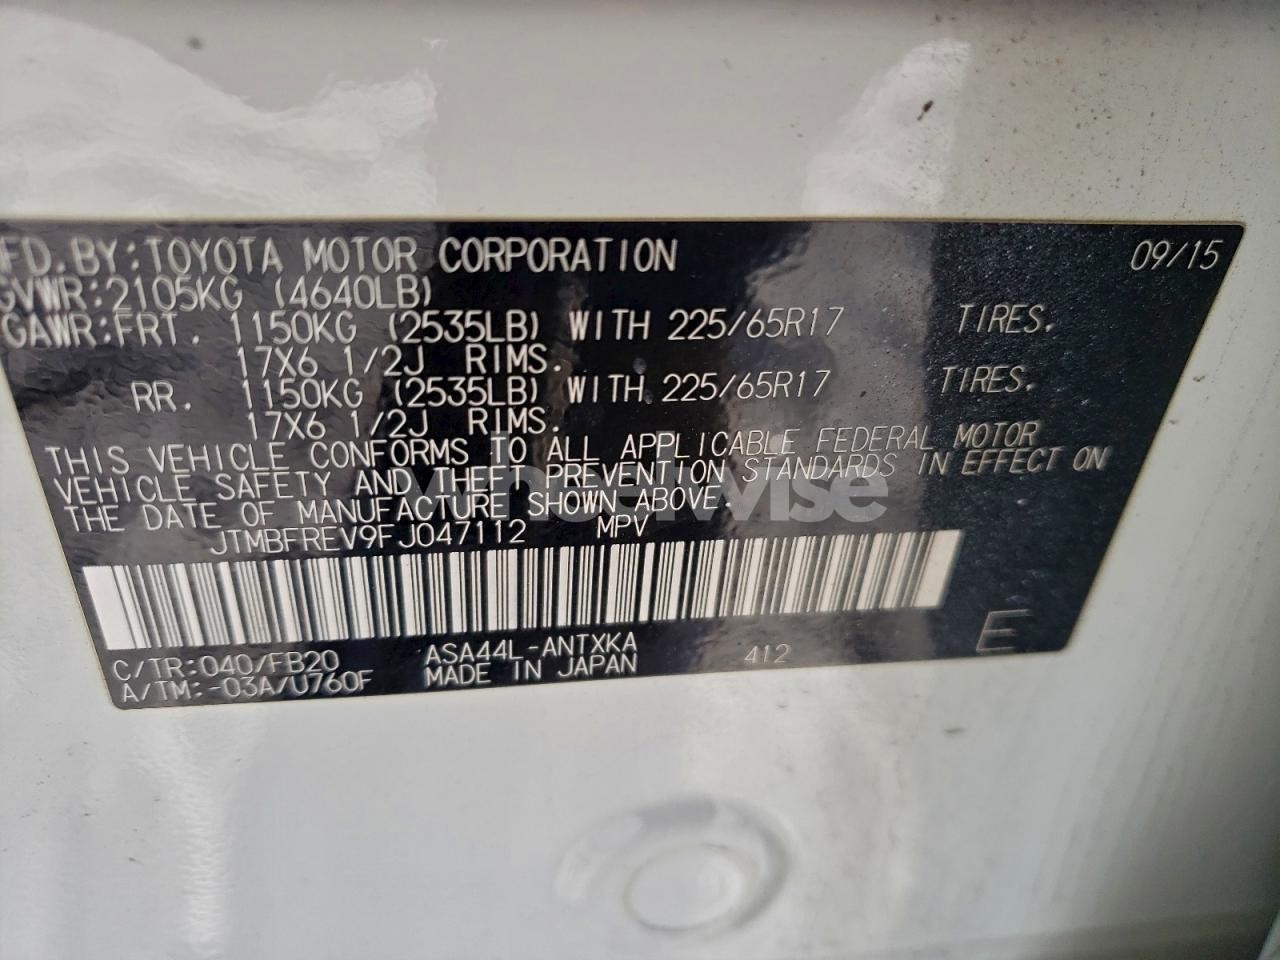 FD. BY: TOYOTA MOTOR CORPORATION 09/15
GVWR: 2105KG (4640LB)
GAWR: FRT. 1150KG (2535LB) WITH 225/65R17 TIRES.
17X6 1/2J RIMS.
RR. 1150KG (2535LB) WITH 225/65R17 TIRES.
17X6 1/2J RIMS.
THIS VEHICLE CONFORMS TO ALL APPLICABLE FEDERAL MOTOR
VEHICLE SAFETY AND THEFT PREVENTION STANDARDS IN EFFECT ON
THE DATE OF MANUFACTURE SHOWN ABOVE.
JTMBFREV9FJ047112 MPV
C/TR: 040/FB20 ASA44L-ANTXKA 412 E
A/TM: -03A/U760F MADE IN JAPAN